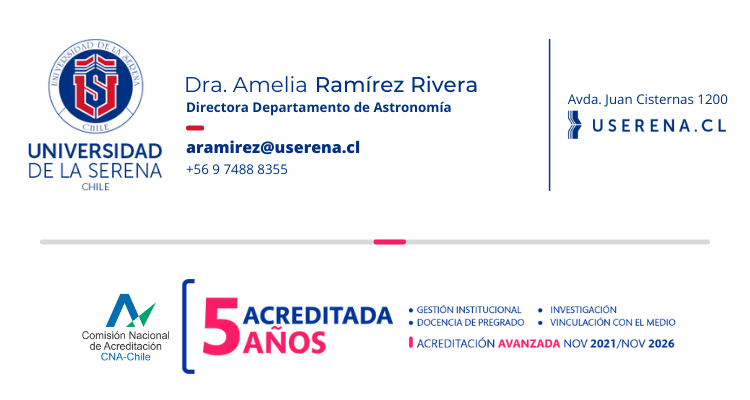 UNIVERSIDAD DE LA SERENA
CHILE
UNIVERSIDAD
DE LA SERENA
CHILE
Dra. Amelia Ramírez Rivera
Directora Departamento de Astronomía
aramirez@userena.cl
+56 9 7488 8355
Avda. Juan Cisternas 1200
USERENA.CL
Comisión Nacional
de Acreditación
CNA-Chile
5 ACREDITADA
AÑOS
• GESTIÓN INSTITUCIONAL • INVESTIGACIÓN
• DOCENCIA DE PREGRADO • VINCULACIÓN CON EL MEDIO
ACREDITACIÓN AVANZADA NOV 2021/NOV 2026